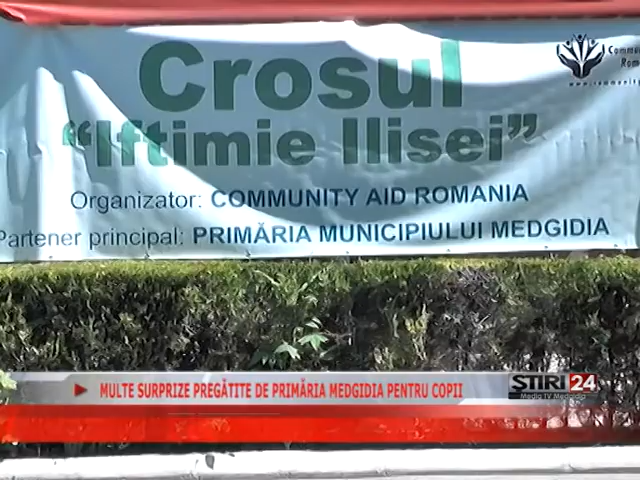 Crosul
"Iftimie Ilisei"
Organizator: COMMUNITY AID ROMANIA
Partener principal: PRIMĂRIA MUNICIPIULUI MEDGIDIA
MULTE SURPRIZE PREGĂTITE DE PRIMĂRIA MEDGIDIA PENTRU COPII
ȘTIRI 24
Media TV Medgidia